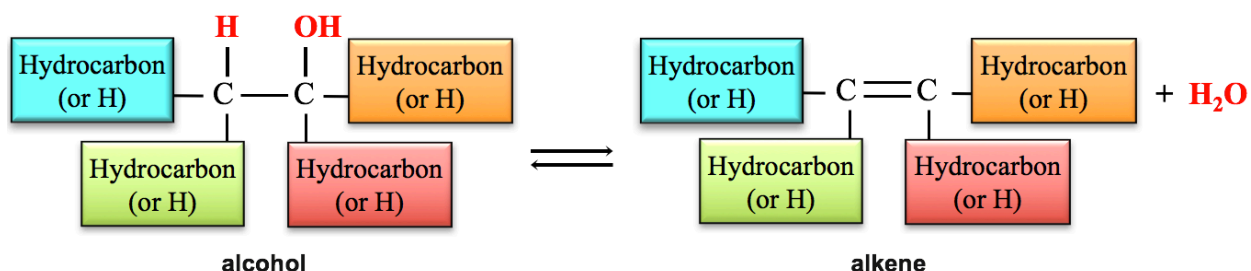 H OH
Hydrocarbon
(or H)
C C
Hydrocarbon
(or H)
Hydrocarbon
(or H)
Hydrocarbon
(or H)
alcohol
Hydrocarbon
(or H)
C C
Hydrocarbon
(or H)
+ H₂O
Hydrocarbon
(or H)
Hydrocarbon
(or H)
alkene